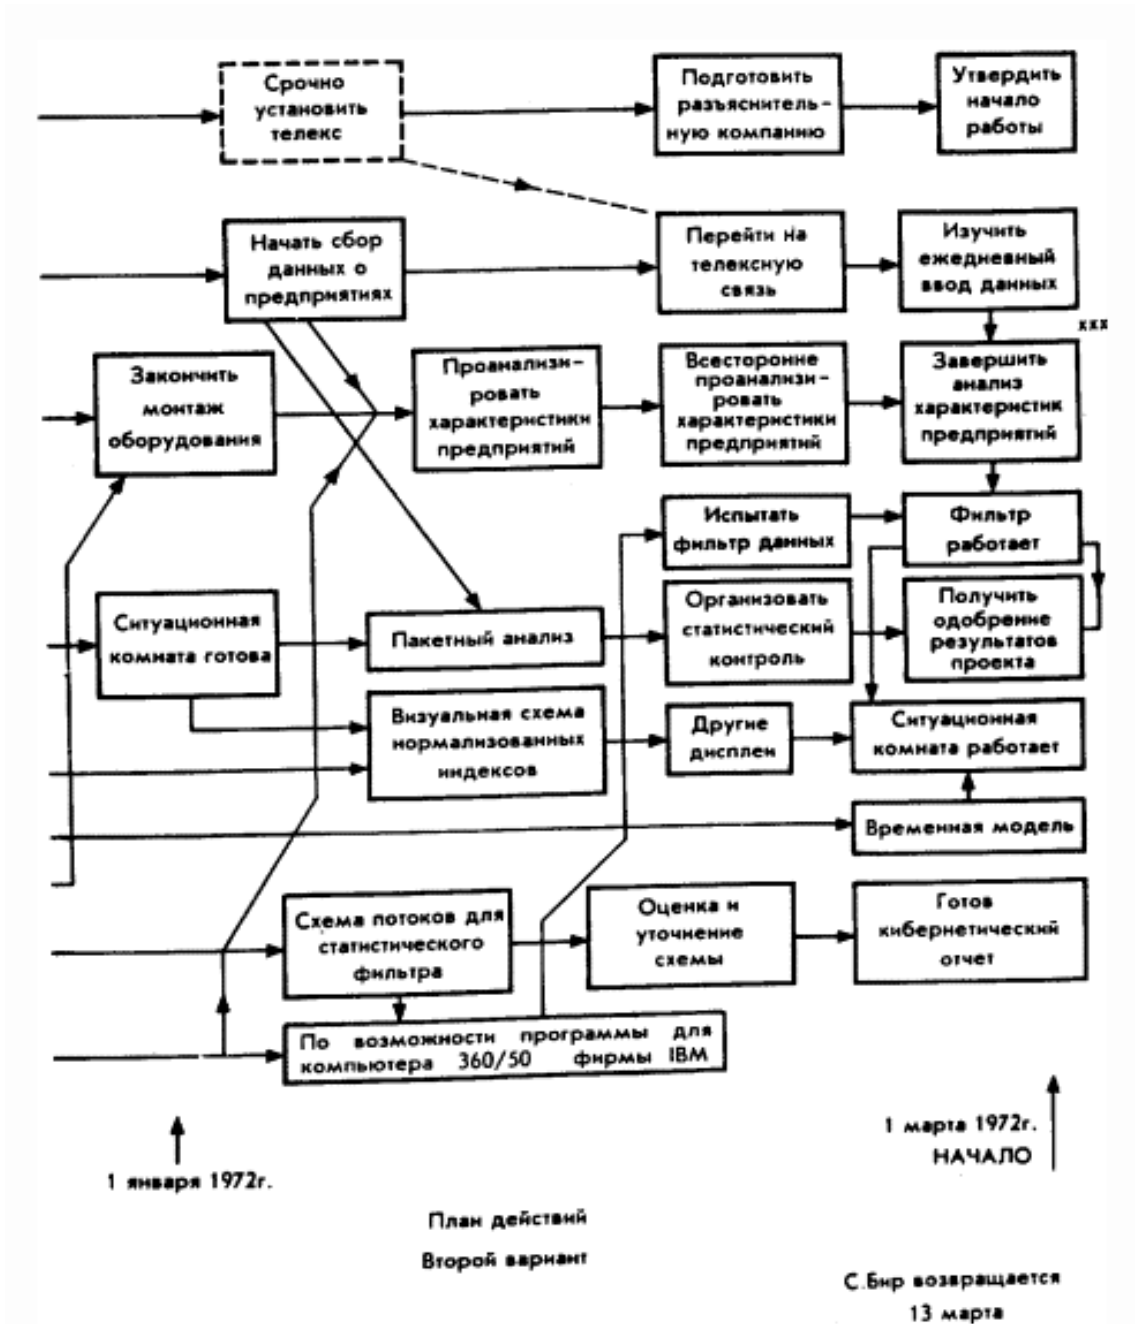 Срочно
установить
телекс
Подготовить
разъяснитель-
ную компанию
Утвердить
начало
работы
Начать сбор
данных о
предприятиях
Перейти на
телексную
связь
Изучить
ежедневный
ввод данных
ххх
Закончить
монтаж
оборудования
Проанализи-
ровать
характеристики
предприятий
Всесторонне
проанализи-
ровать
характеристики
предприятий
Завершить
анализ
характеристик
предприятий
Испытать
фильтр данных
Фильтр
работает
Ситуационная
комната готова
Пакетный анализ
Организовать
статистический
контроль
Получить
одобрение
результатов
проекта
Визуальная схема
нормализованных
индексов
Другие
дисплеи
Ситуационная
комната работает
Временная модель
Схема потоков для
статистического
фильтра
Оценка и
уточнение
схемы
Готов
кибернетический
отчет
По возможности программы для
компьютера 360/50 фирмы IBM
1 января 1972г.
1 марта 1972г.
НАЧАЛО
План действий
Второй вариант
С.Бир возвращается
13 марта